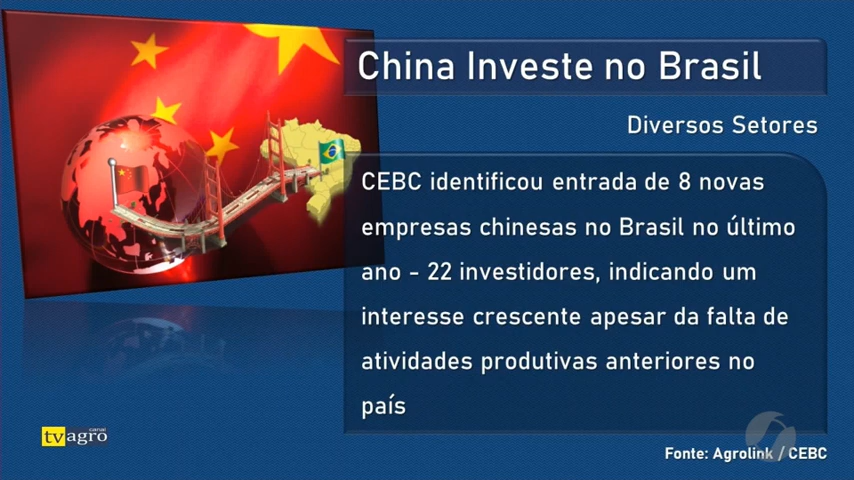 China Investe no Brasil
Diversos Setores
CEBC identificou entrada de 8 novas
empresas chinesas no Brasil no último
ano - 22 investidores, indicando um
interesse crescente apesar da falta de
atividades produtivas anteriores no
país
canal
tvagro
Fonte: Agrolink / CEBC